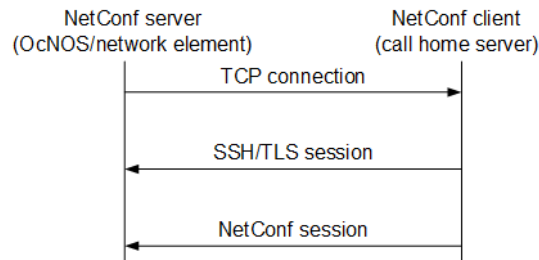 NetConf server
(OcNOS/network element)
NetConf client
(call home server)
TCP connection
SSH/TLS session
NetConf session